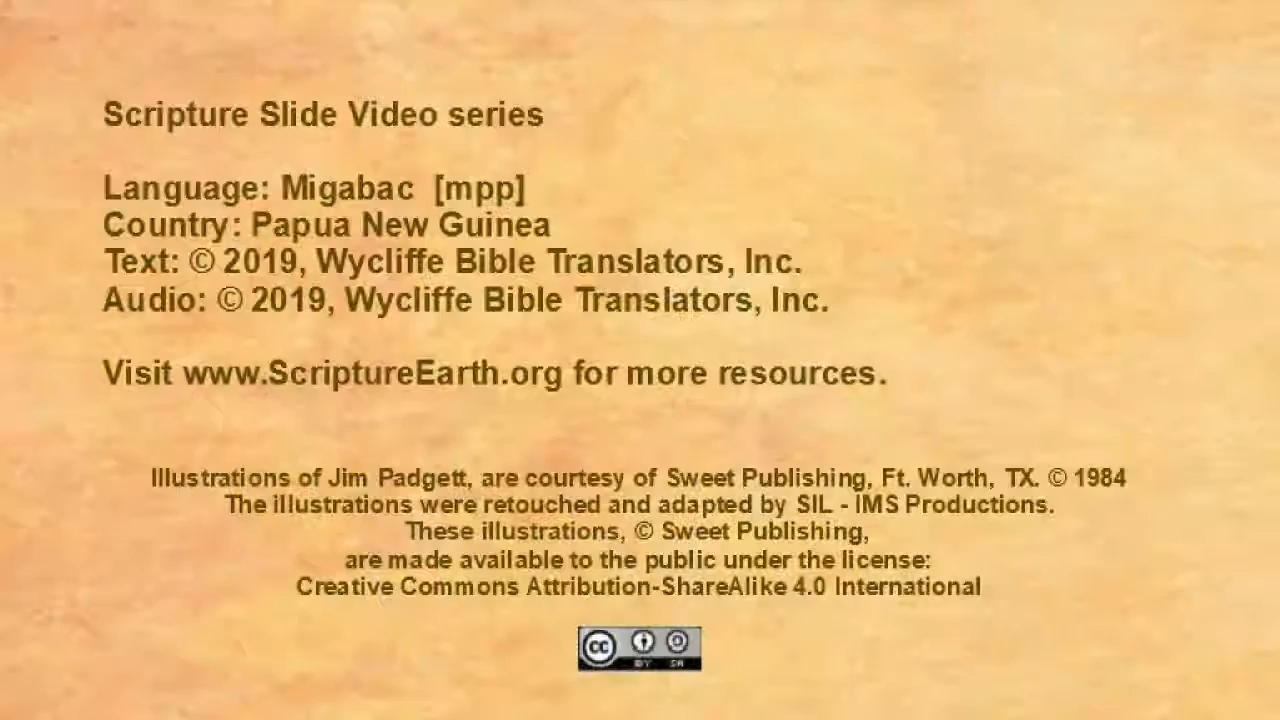 Scripture Slide Video series
Language: Migabac [mpp]
Country: Papua New Guinea
Text: © 2019, Wycliffe Bible Translators, Inc.
Audio: © 2019, Wycliffe Bible Translators, Inc.
Visit www.ScriptureEarth.org for more resources.
Illustrations of Jim Padgett, are courtesy of Sweet Publishing, Ft. Worth, TX. © 1984
The illustrations were retouched and adapted by SIL - IMS Productions.
These illustrations, © Sweet Publishing,
are made available to the public under the license:
Creative Commons Attribution-ShareAlike 4.0 International
cc
BY SA